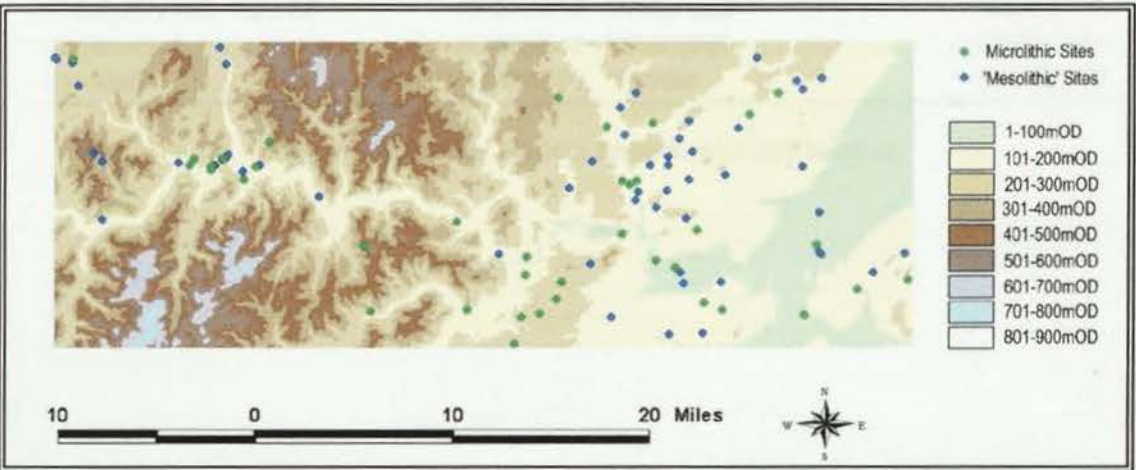 Microlithic Sites
'Mesolithic' Sites
1-100mOD
101-200mOD
201-300mOD
301-400mOD
401-500mOD
501-600mOD
601-700mOD
701-800mOD
801-900mOD
10 0 10 20 Miles
N
W E
S